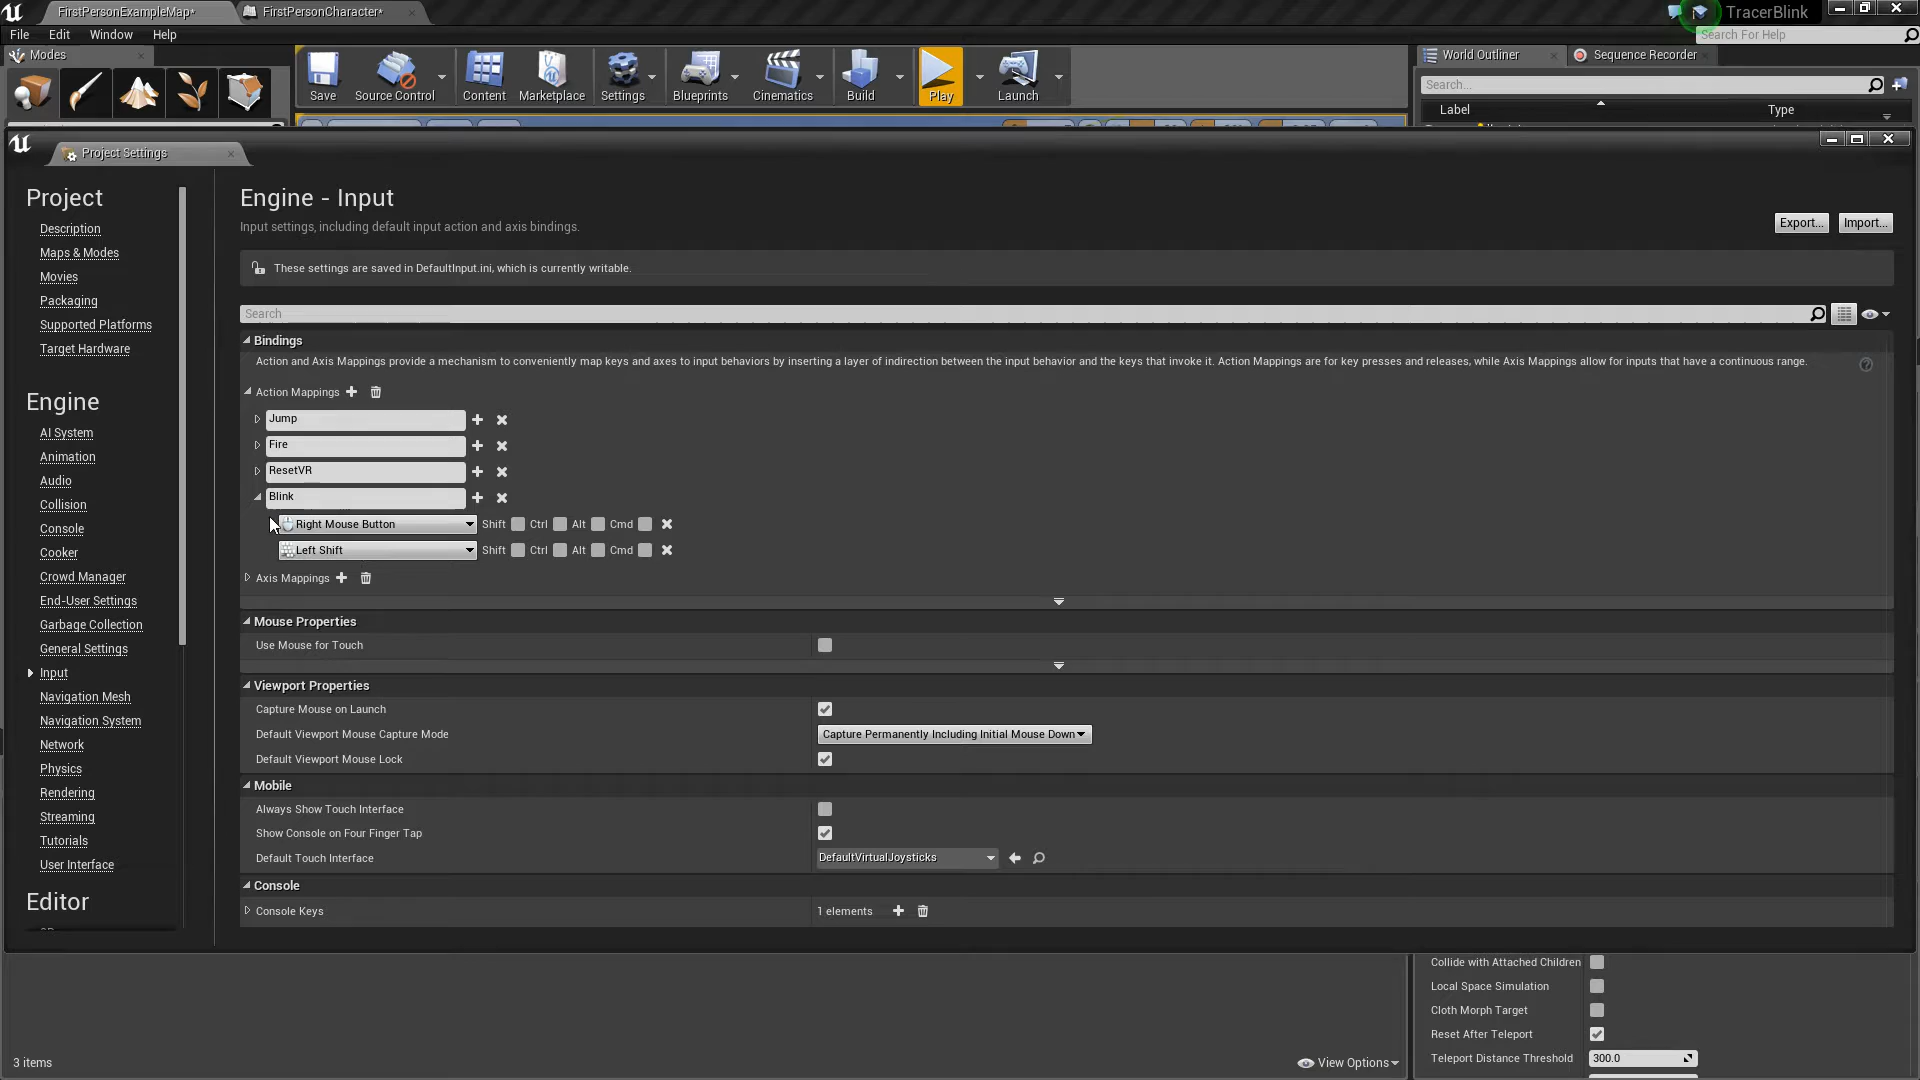 FirstPersonExampleMap*
FirstPersonCharacter*
TracerBlink
File Edit Window Help
Search For Help
Modes
Save
Source Control
Content
Marketplace
Settings
Blueprints
Cinematics
Build
Play
Launch
World Outliner
Sequence Recorder
Search...
Label Type
Project Settings
Project
Description
Maps & Modes
Movies
Packaging
Supported Platforms
Target Hardware
Engine
AI System
Animation
Audio
Collision
Console
Cooker
Crowd Manager
End-User Settings
Garbage Collection
General Settings
Input
Navigation Mesh
Navigation System
Network
Physics
Rendering
Streaming
Tutorials
User Interface
Editor
Engine - Input
Input settings, including default input action and axis bindings.
Export... Import...
These settings are saved in DefaultInput.ini, which is currently writable.
Search
Bindings
Action and Axis Mappings provide a mechanism to conveniently map keys and axes to input behaviors by inserting a layer of indirection between the input behavior and the keys that invoke it. Action Mappings are for key presses and releases, while Axis Mappings allow for inputs that have a continuous range.
Action Mappings
Jump
Fire
ResetVR
Blink
Right Mouse Button Shift Ctrl Alt Cmd
Left Shift Shift Ctrl Alt Cmd
Axis Mappings
Mouse Properties
Use Mouse for Touch
Viewport Properties
Capture Mouse on Launch
Default Viewport Mouse Capture Mode Capture Permanently Including Initial Mouse Down
Default Viewport Mouse Lock
Mobile
Always Show Touch Interface
Show Console on Four Finger Tap
Default Touch Interface DefaultVirtualJoysticks
Console
Console Keys 1 elements
Collide with Attached Children
Local Space Simulation
Cloth Morph Target
Reset After Teleport
Teleport Distance Threshold 300.0
3 items
View Options